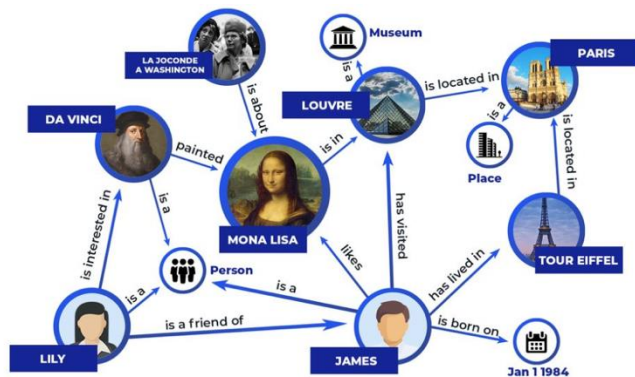 Museum
PARIS
LA JOCONDE
A WASHINGTON
is a
LOUVRE
is located in
DA VINCI
is about
is a
is located in
painted
is in
Place
is interested in
is a
has visited
MONA LISA
TOUR EIFFEL
Person
likes
has lived in
is a
is a
is born on
is a friend of
LILY
JAMES
Jan 1 1984